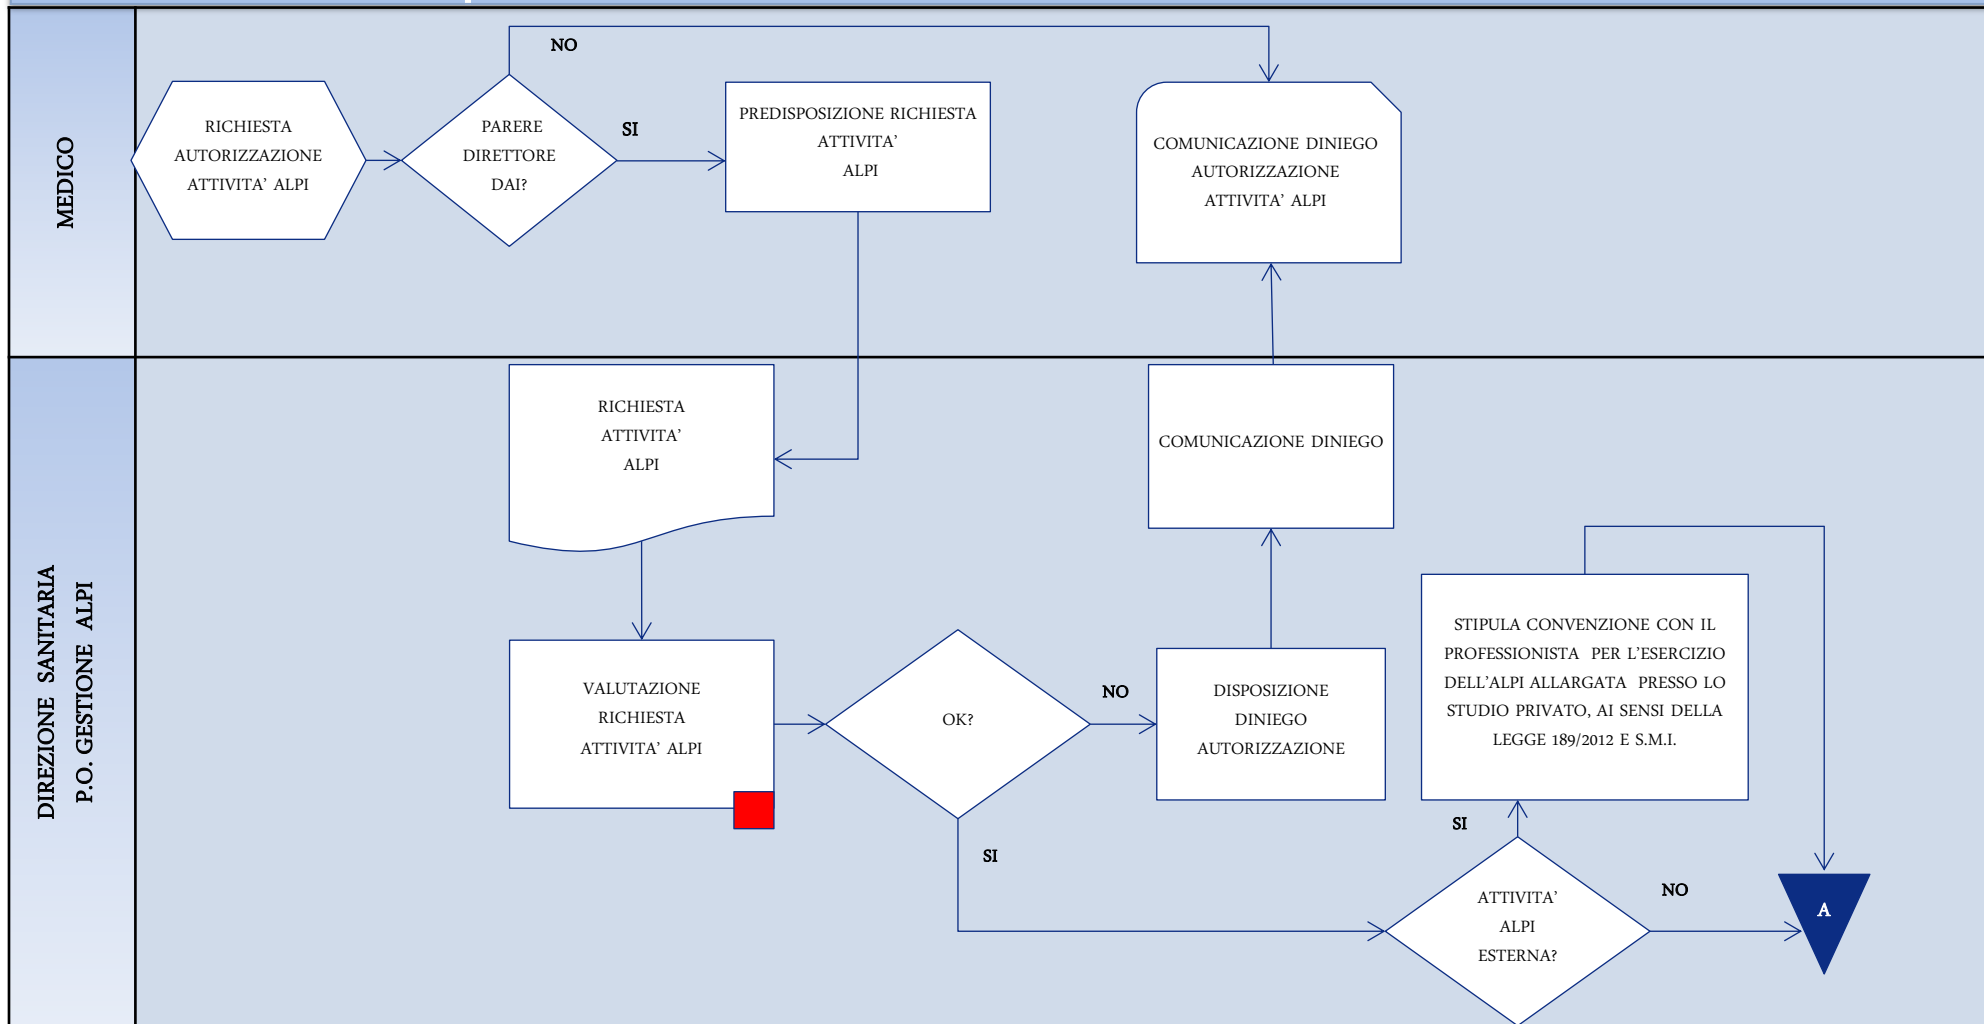 MEDICO
NO
RICHIESTA
AUTORIZZAZIONE
ATTIVITA' ALPI
PARERE
DIRETTORE
DAI?
SI
PREDISPOSIZIONE RICHIESTA
ATTIVITA'
ALPI
COMUNICAZIONE DINIEGO
AUTORIZZAZIONE
ATTIVITA' ALPI
DIREZIONE SANITARIA
P.O. GESTIONE ALPI
RICHIESTA
ATTIVITA'
ALPI
COMUNICAZIONE DINIEGO
VALUTAZIONE
RICHIESTA
ATTIVITA' ALPI
OK?
NO
SI
DISPOSIZIONE
DINIEGO
AUTORIZZAZIONE
STIPULA CONVENZIONE CON IL
PROFESSIONISTA PER L'ESERCIZIO
DELL'ALPI ALLARGATA PRESSO LO
STUDIO PRIVATO, AI SENSI DELLA
LEGGE 189/2012 E S.M.I.
SI
ATTIVITA'
ALPI
ESTERNA?
NO
A